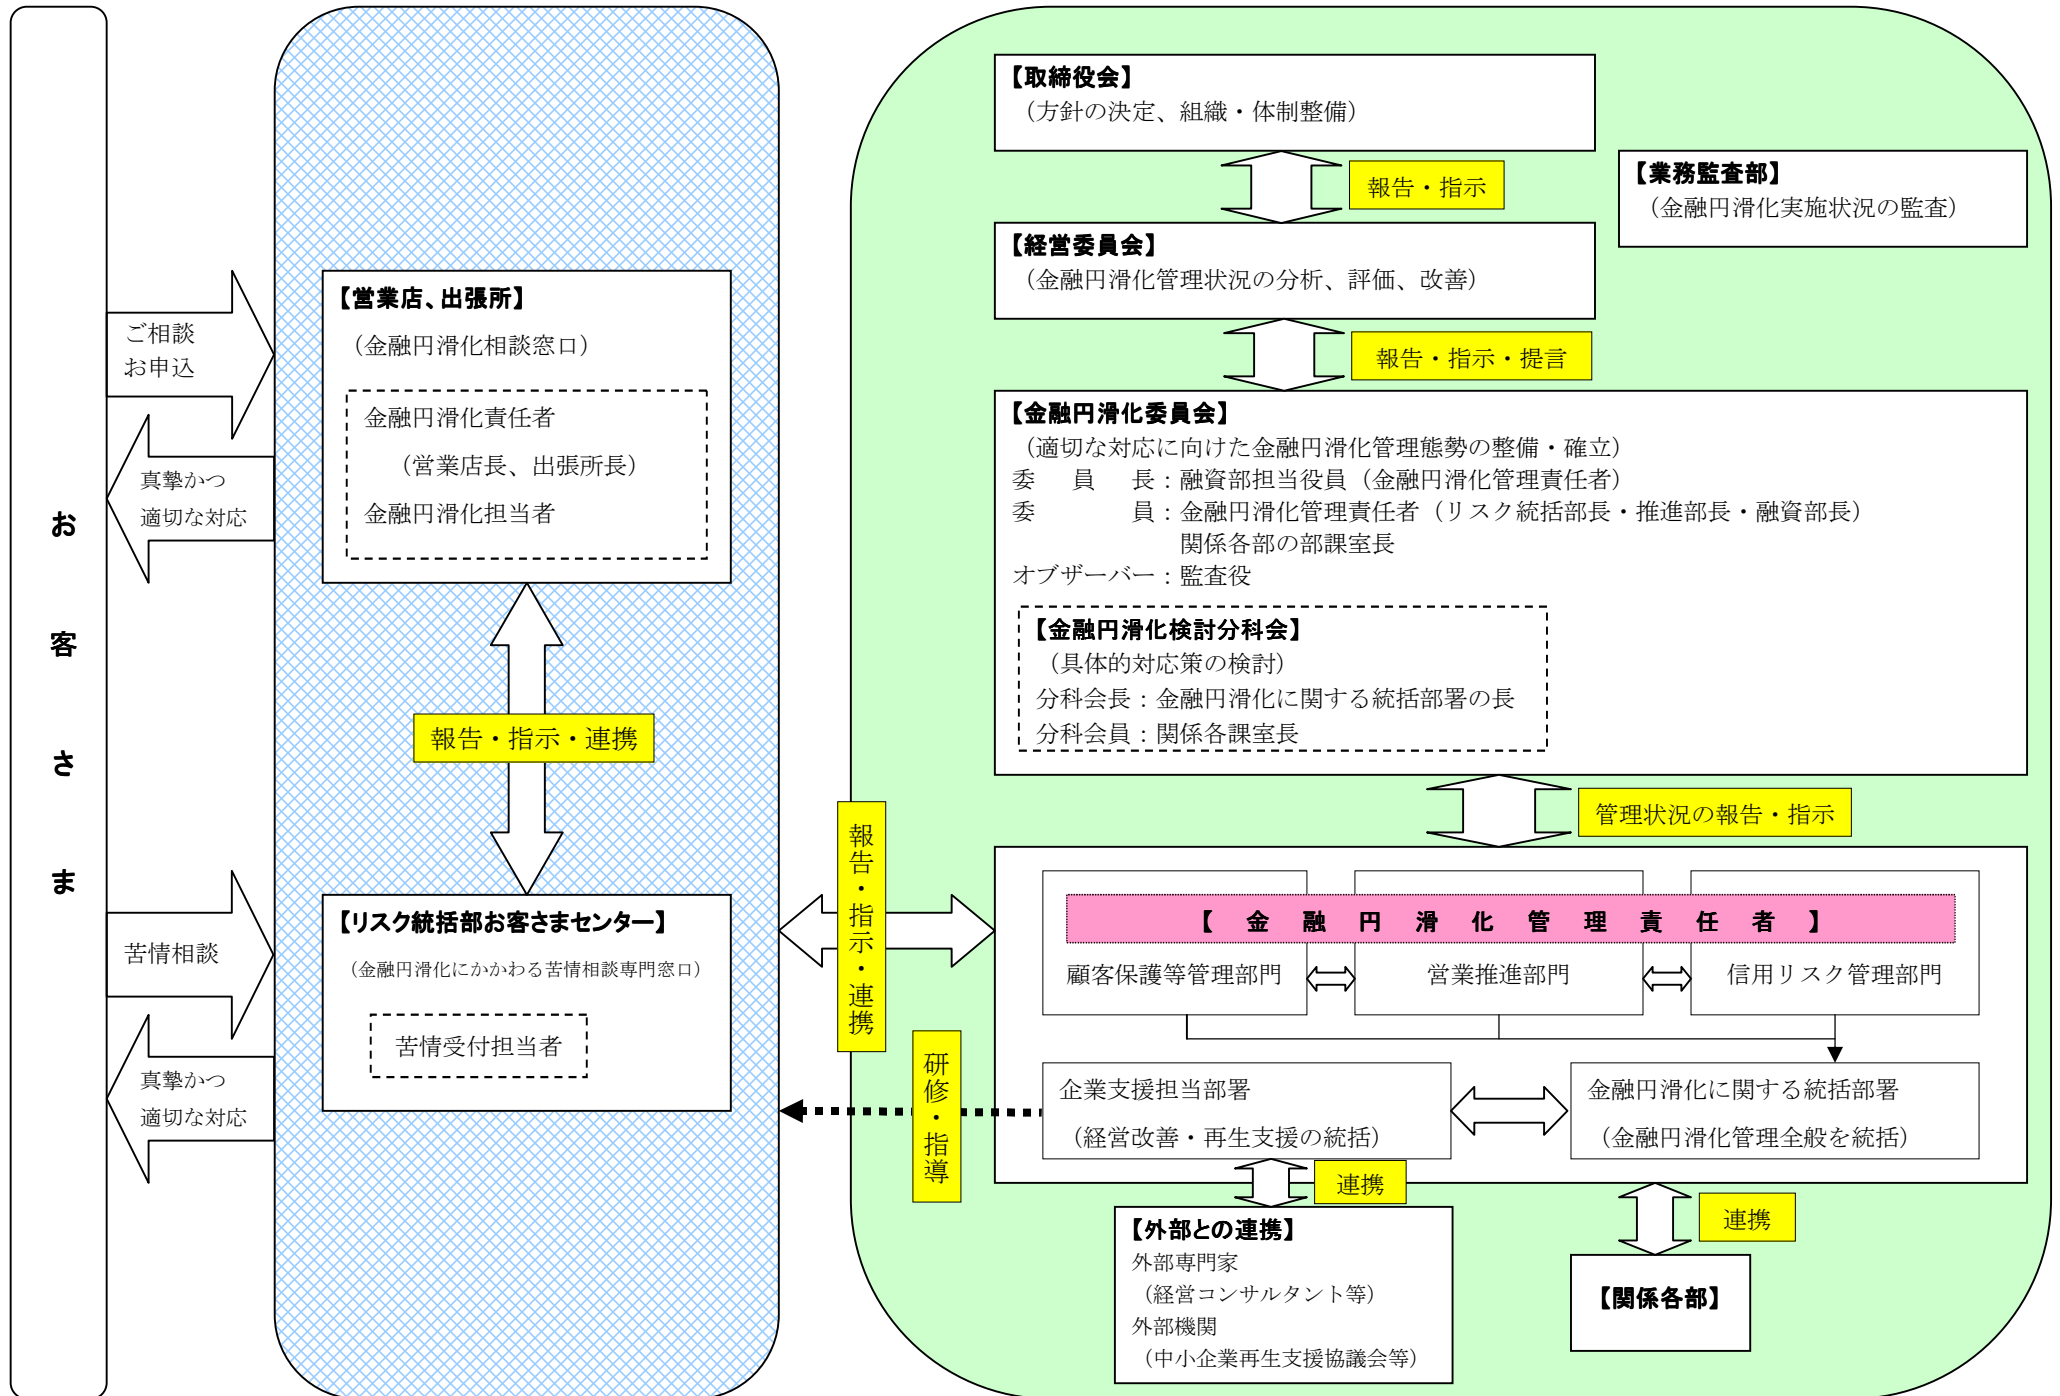 お客さま
ご相談
お申込
真摯かつ
適切な対応
苦情相談
真摯かつ
適切な対応
【営業店、出張所】
（金融円滑化相談窓口）
金融円滑化責任者
（営業店長、出張所長）
金融円滑化担当者
報告・指示・連携
【リスク統括部お客さまセンター】
（金融円滑化にかかわる苦情相談専門窓口）
苦情受付担当者
報告・指示・連携
研修・指導
【取締役会】
（方針の決定、組織・体制整備）
報告・指示
【業務監査部】
（金融円滑化実施状況の監査）
【経営委員会】
（金融円滑化管理状況の分析、評価、改善）
報告・指示・提言
【金融円滑化委員会】
（適切な対応に向けた金融円滑化管理態勢の整備・確立）
委　員　長：融資部担当役員（金融円滑化管理責任者）
委　　　員：金融円滑化管理責任者（リスク統括部長・推進部長・融資部長）
関係各部の部課室長
オブザーバー：監査役
【金融円滑化検討分科会】
（具体的対応策の検討）
分科会長：金融円滑化に関する統括部署の長
分科会員：関係各課室長
管理状況の報告・指示
【金融円滑化管理責任者】
顧客保護等管理部門
営業推進部門
信用リスク管理部門
企業支援担当部署
（経営改善・再生支援の統括）
金融円滑化に関する統括部署
（金融円滑化管理全般を統括）
連携
連携
【外部との連携】
外部専門家
（経営コンサルタント等）
外部機関
（中小企業再生支援協議会等）
【関係各部】